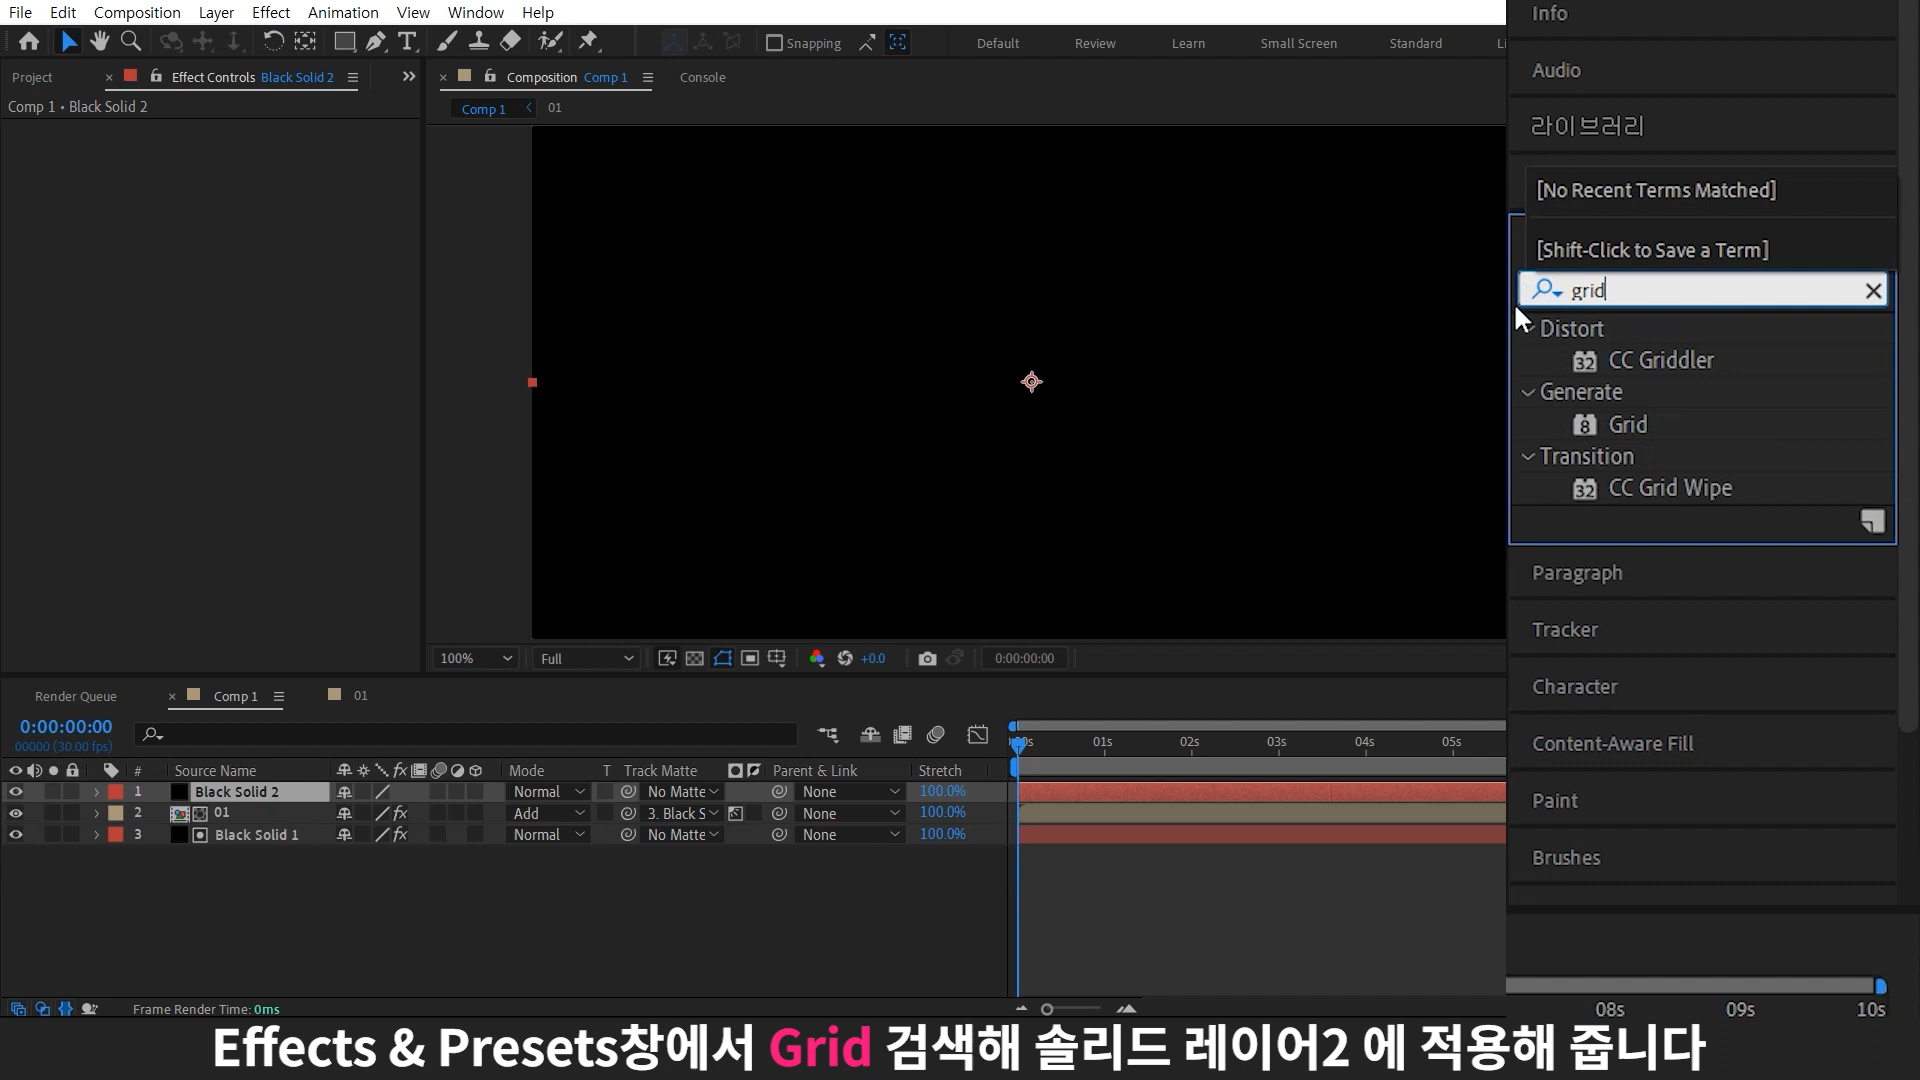 File Edit Composition Layer Effect Animation View Window Help
Snapping Default Review Learn Small Screen Standard Li
Project × Effect Controls Black Solid 2
Comp 1 • Black Solid 2
× Composition Comp 1 Console
Comp 1 01
100% Full +0.0 0:00:00:00
Info
Audio
라이브러리
[No Recent Terms Matched]
[Shift-Click to Save a Term]
grid
Distort
32 CC Griddler
Generate
8 Grid
Transition
32 CC Grid Wipe
Paragraph
Tracker
Character
Content-Aware Fill
Paint
Brushes
Render Queue × Comp 1 01
0:00:00:00
00000 (30.00 fps)
01s 02s 03s 04s 05s
# Source Name fx Mode T Track Matte Parent & Link Stretch
1 Black Solid 2 Normal No Matte None 100.0%
2 01 fx Add 3. Black S None 100.0%
3 Black Solid 1 fx Normal No Matte None 100.0%
08s 09s 10s
Frame Render Time: 0ms
Effects & Presets창에서 Grid 검색해 솔리드 레이어2 에 적용해 줍니다